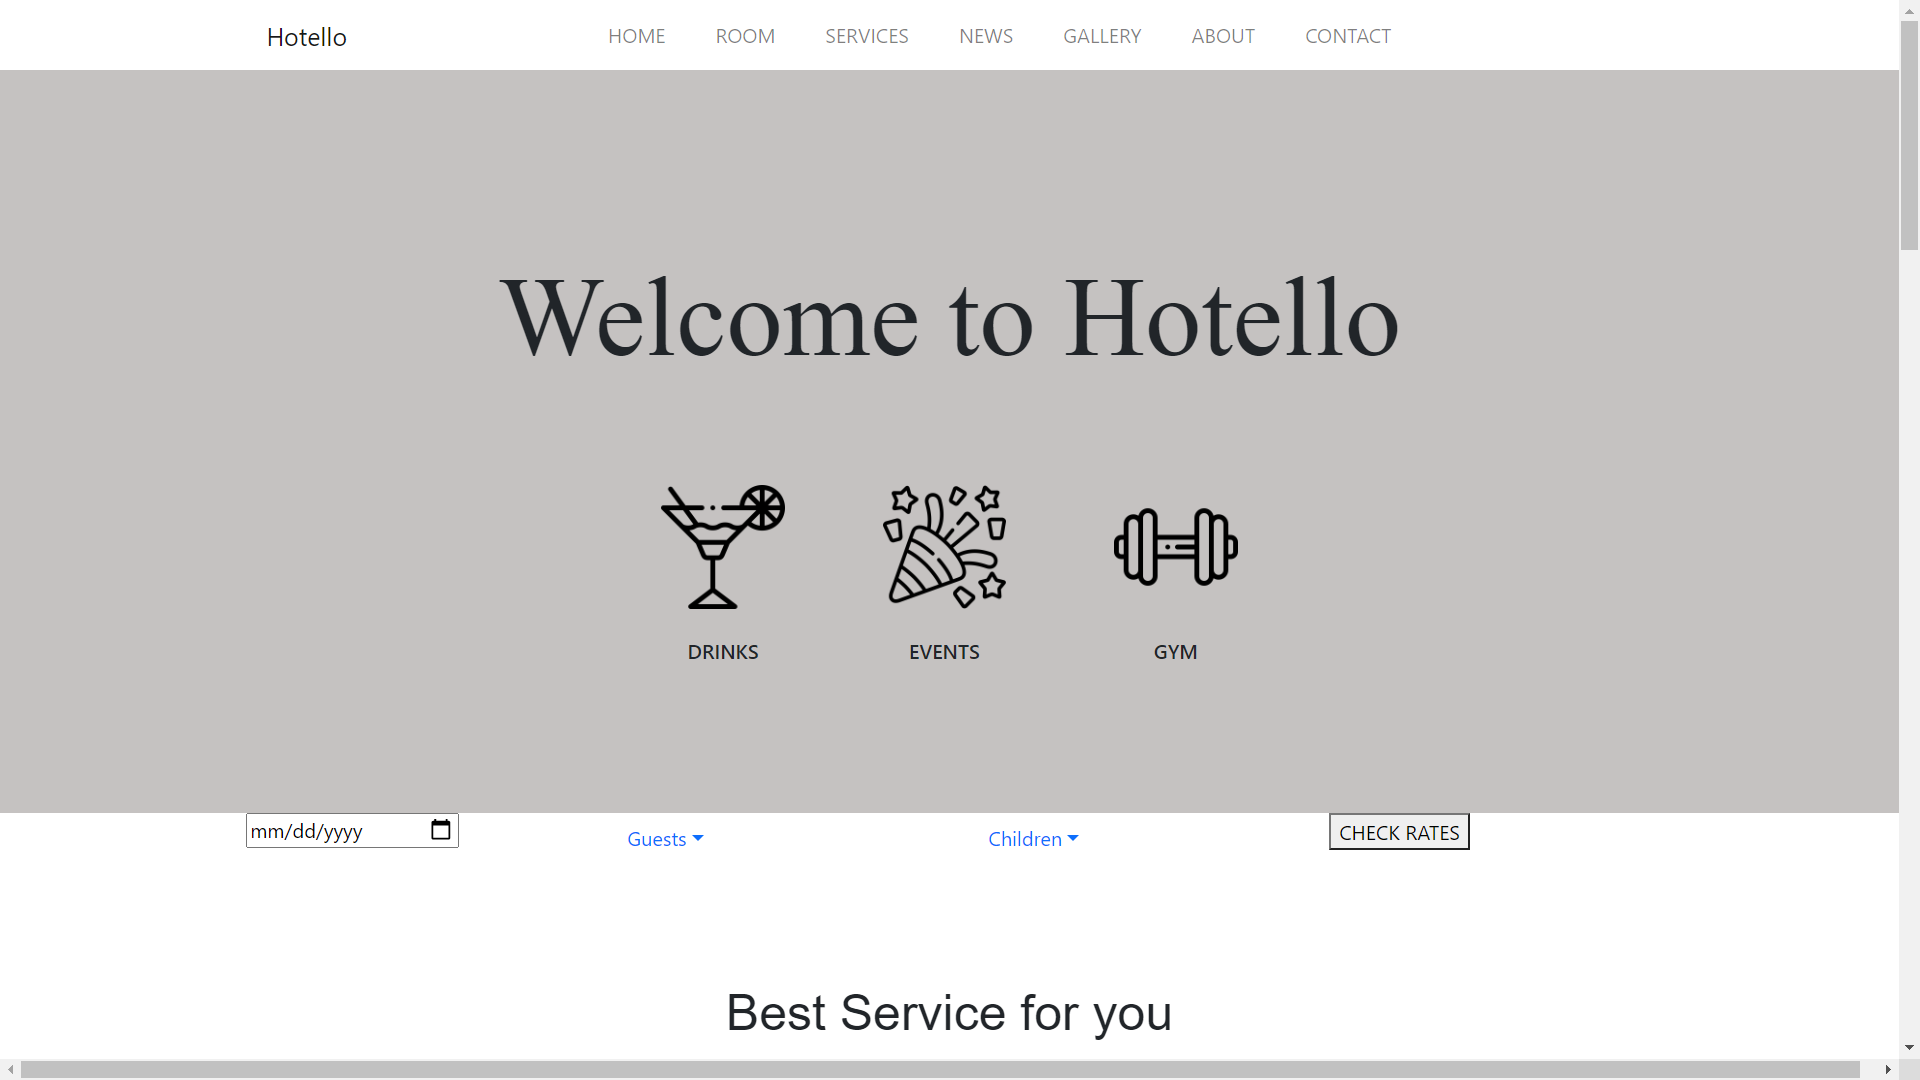 Hotello
HOME ROOM SERVICES NEWS GALLERY ABOUT CONTACT
Welcome to Hotello
DRINKS EVENTS GYM
mm/dd/yyyy Guests Children CHECK RATES
Best Service for you